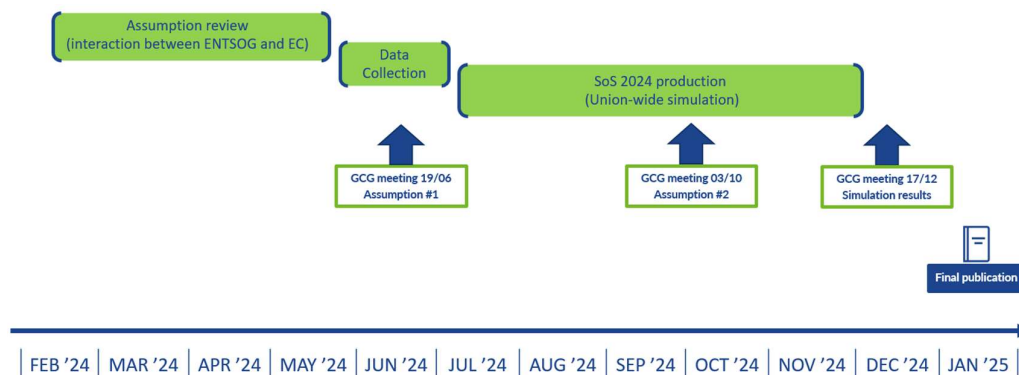 Assumption review
(interaction between ENTSOG and EC)
Data
Collection
SoS 2024 production
(Union-wide simulation)
GCG meeting 19/06
Assumption #1
GCG meeting 03/10
Assumption #2
GCG meeting 17/12
Simulation results
Final publication
FEB ’24
MAR ’24
APR ’24
MAY ’24
JUN ’24
JUL ’24
AUG ’24
SEP ’24
OCT ’24
NOV ’24
DEC ’24
JAN ’25